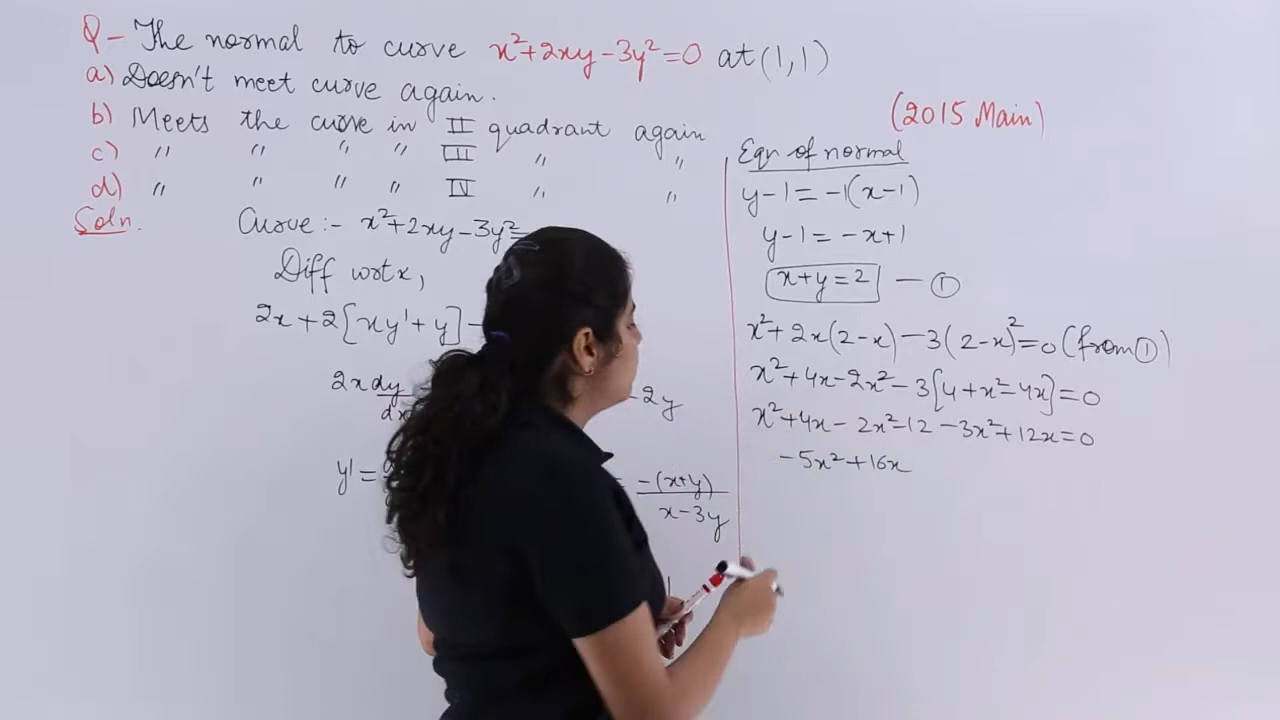 Q- The normal to curve x²+2xy-3y²=0 at (1,1)
a) Doesn't meet curve again.
b) Meets the curve in II quadrant again
c) " " " " III " "
d) " " " " IV " "
(2015 Main)
Soln. Curve :- x²+2xy-3y²=
Diff wrt x,
2x+2[xy'+y]-
2x dy
dx
-2y
y'=
-(x+y)
x-3y
Eqn of normal
y-1=-1(x-1)
y-1=-x+1
x+y=2 — ①
x²+2x(2-x)-3(2-x)²=0 (from ①)
x²+4x-2x²-3[4+x²-4x]=0
x²+4x-2x²-12-3x²+12x=0
-5x²+16x